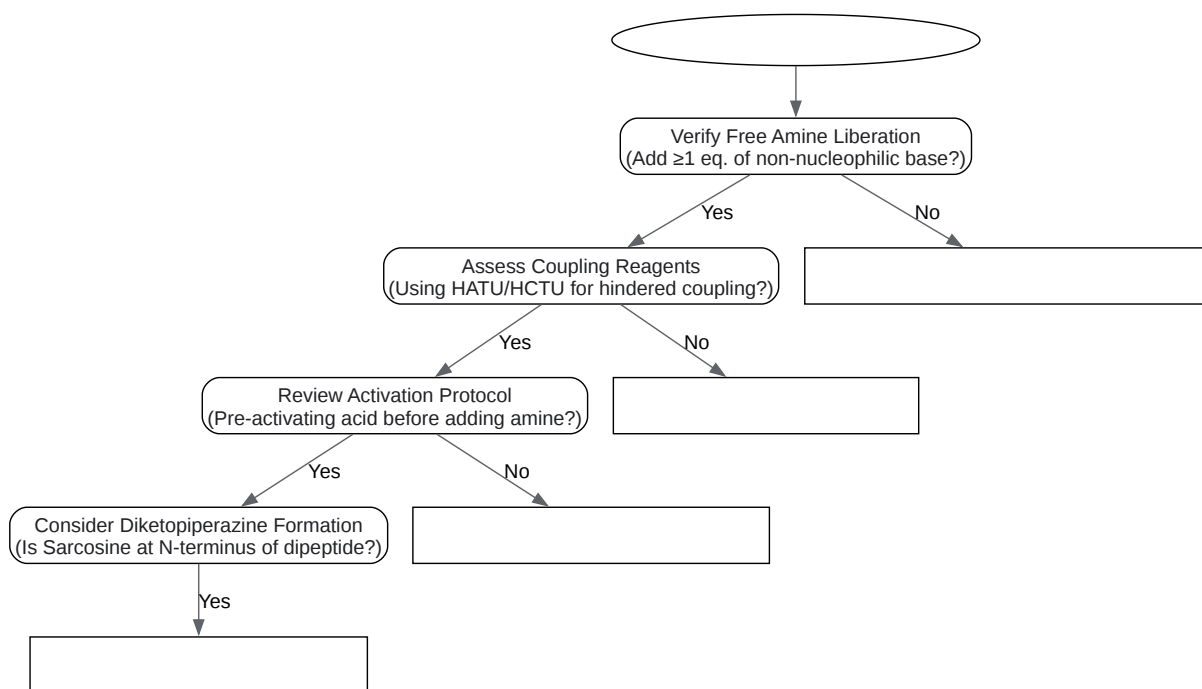 Verify Free Amine Liberation
(Add ≥1 eq. of non-nucleophilic base?)
Yes
No
Assess Coupling Reagents
(Using HATU/HCTU for hindered coupling?)
Yes
No
Review Activation Protocol
(Pre-activating acid before adding amine?)
Yes
No
Consider Diketopiperazine Formation
(Is Sarcosine at N-terminus of dipeptide?)
Yes